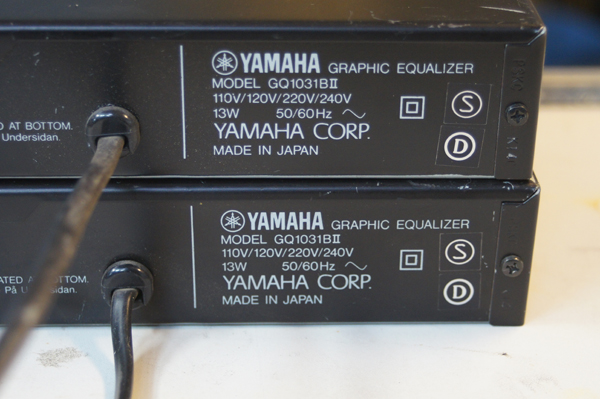 YAMAHA GRAPHIC EQUALIZER
MODEL GQ1031BII
110V/120V/220V/240V
13W 50/60Hz
YAMAHA CORP.
MADE IN JAPAN
S
D
AT BOTTOM.
Undersidan.
YAMAHA GRAPHIC EQUALIZER
MODEL GQ1031BII
110V/120V/220V/240V
13W 50/60Hz
YAMAHA CORP.
MADE IN JAPAN
S
D
AT BOTTOM.
På Undersidan.